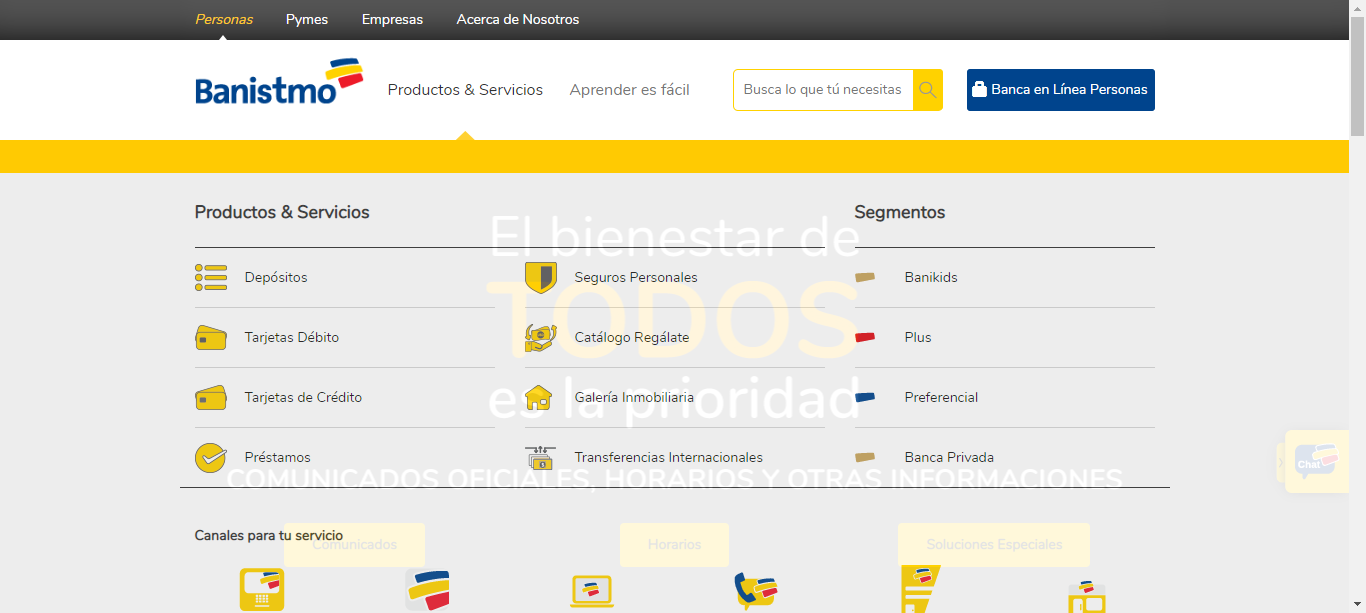 Personas Pymes Empresas Acerca de Nosotros
Banistmo Productos & Servicios Aprender es fácil Busca lo que tú necesitas Banca en Línea Personas
Productos & Servicios Segmentos
El bienestar de
Depósitos Seguros Personales Banikids
TODOS
Tarjetas Débito Catálogo Regálate Plus
es la prioridad
Tarjetas de Crédito Galería Inmobiliaria Preferencial
Préstamos Transferencias Internacionales Banca Privada
Chat
COMUNICADOS OFICIALES, HORARIOS Y OTRAS INFORMACIONES
Canales para tu servicio
Comunicados Horarios Soluciones Especiales